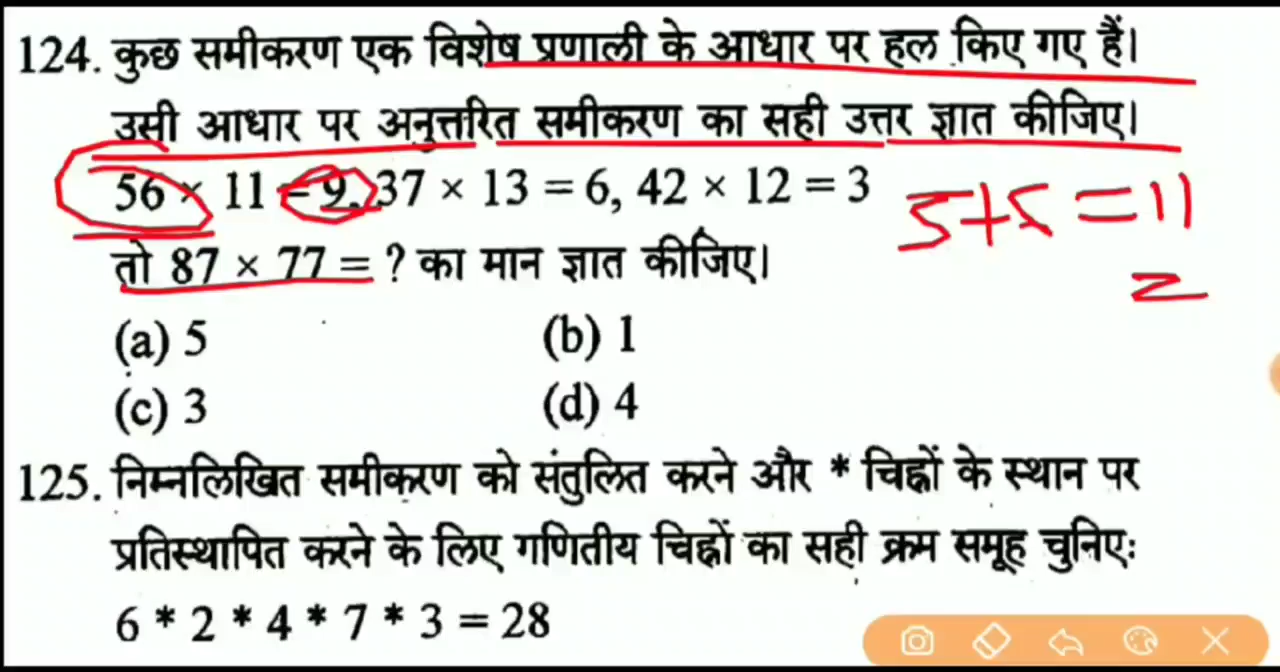 124. कुछ समीकरण एक विशेष प्रणाली के आधार पर हल किए गए हैं।
उसी आधार पर अनुत्तरित समीकरण का सही उत्तर ज्ञात कीजिए।
56 × 11 = 9, 37 × 13 = 6, 42 × 12 = 3
5+5 = 11
तो 87 × 77 = ? का मान ज्ञात कीजिए।
(a) 5 (b) 1
(c) 3 (d) 4
125. निम्नलिखित समीकरण को संतुलित करने और * चिह्नों के स्थान पर
प्रतिस्थापित करने के लिए गणितीय चिह्नों का सही क्रम समूह चुनिएः
6 * 2 * 4 * 7 * 3 = 28